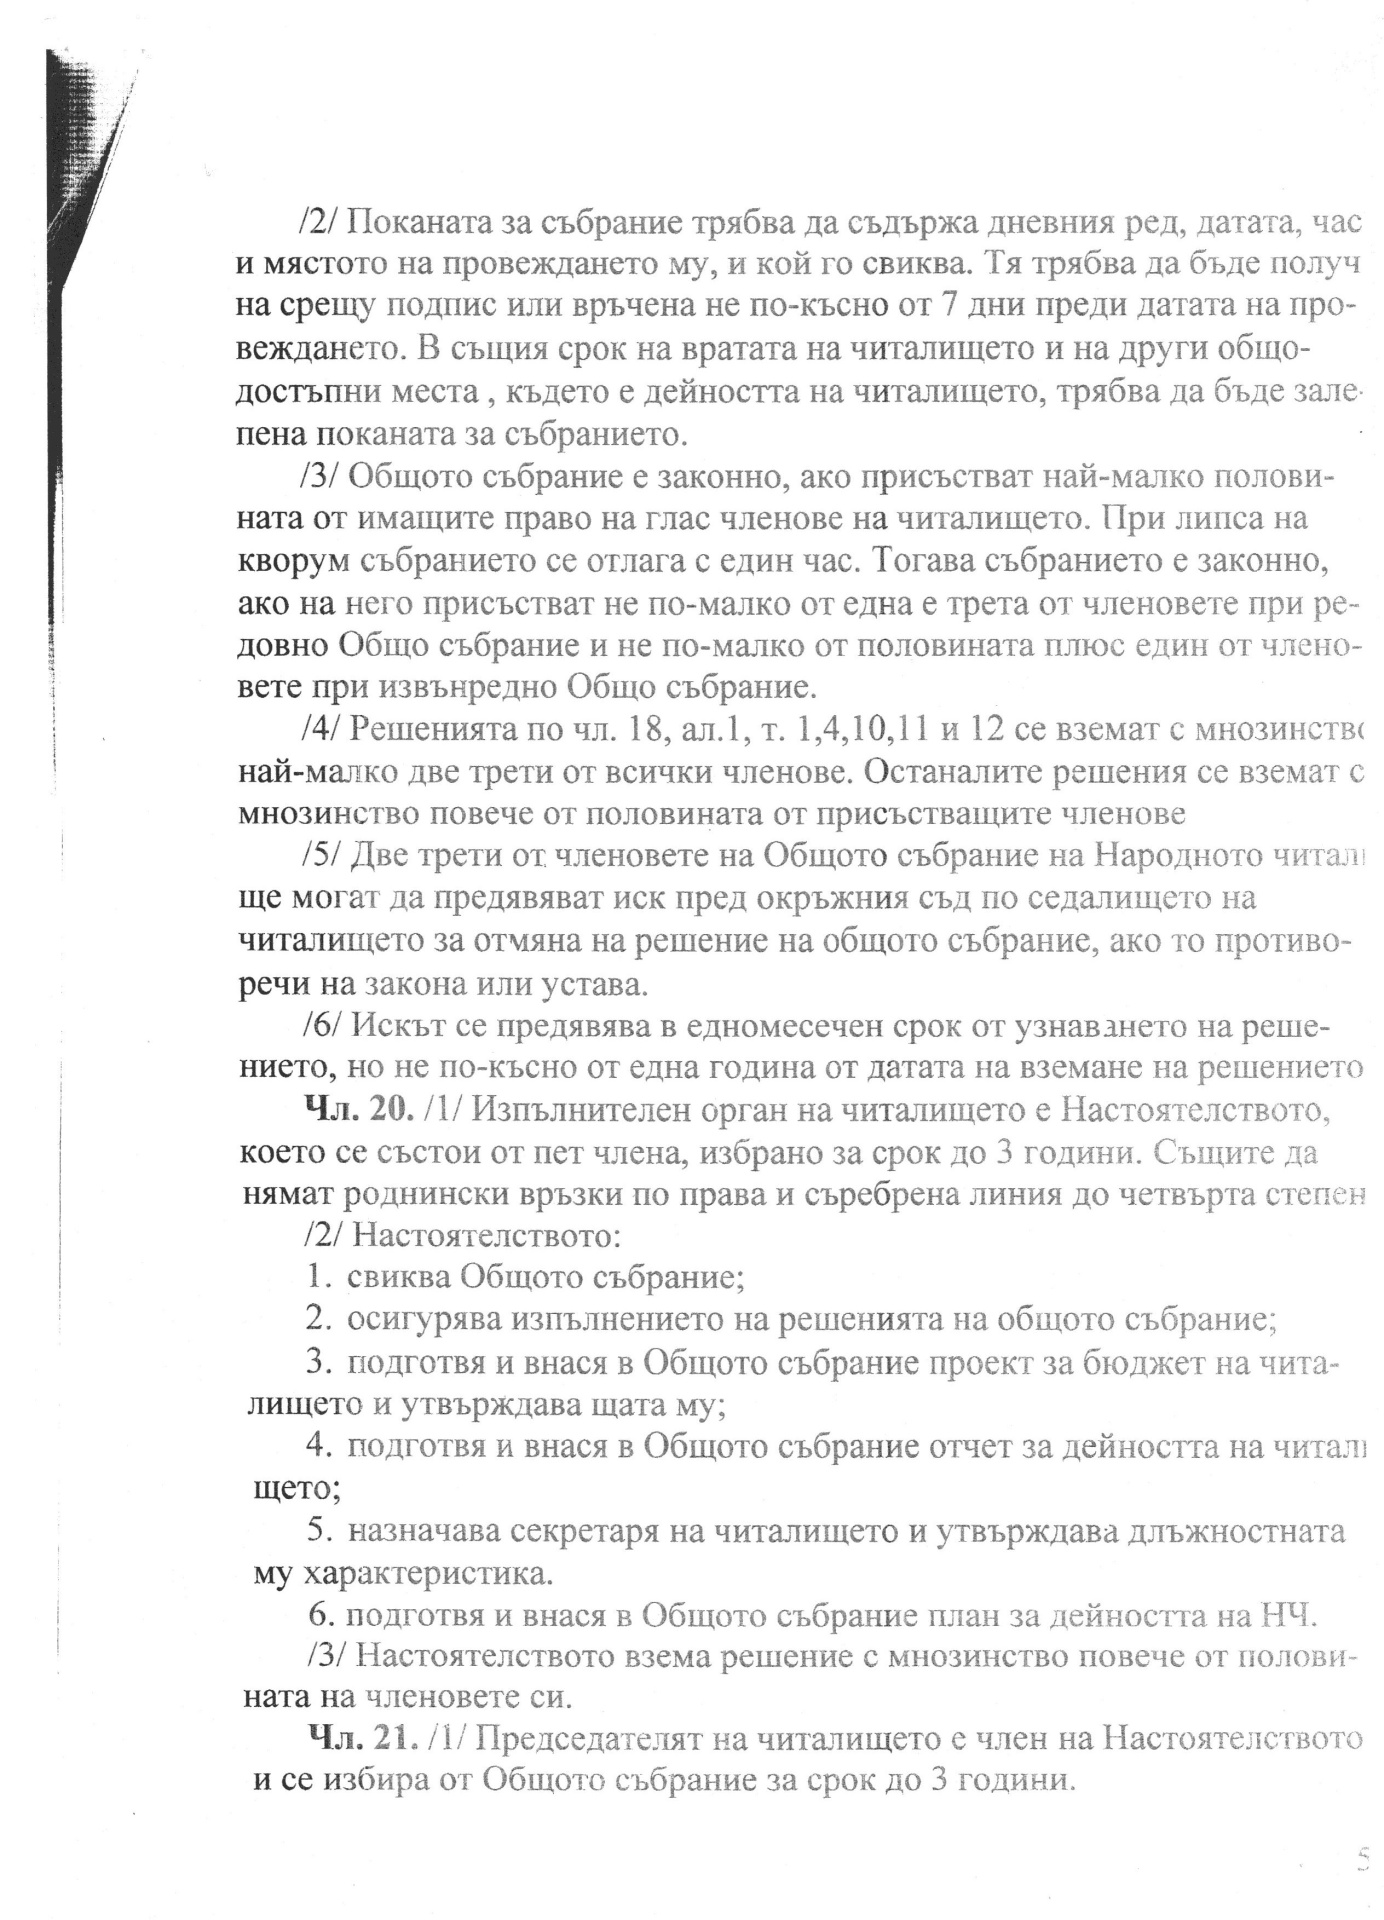 /2/ Поканата за събрание трябва да съдържа дневния ред, датата, час
и мястото на провеждането му, и кой го свиква. Тя трябва да бъде получ
на срещу подпис или връчена не по-късно от 7 дни преди датата на про-
веждането. В същия срок на вратата на читалището и на други общо-
достъпни места , където е дейността на читалището, трябва да бъде зале-
пена поканата за събранието.
/3/ Общото събрание е законно, ако присъстват най-малко полови-
ната от имащите право на глас членове на читалището. При липса на
кворум събранието се отлага с един час. Тогава събранието е законно,
ако на него присъстват не по-малко от една е трета от членовете при ре-
довно Общо събрание и не по-малко от половината плюс един от члено-
вете при извънредно Общо събрание.
/4/ Решенията по чл. 18, ал.1, т. 1,4,10,11 и 12 се вземат с мнозинство
най-малко две трети от всички членове. Останалите решения се вземат с
мнозинство повече от половината от присъстващите членове
/5/ Две трети от членовете на Общото събрание на Народното читали
ще могат да предявяват иск пред окръжния съд по седалището на
читалището за отмяна на решение на общото събрание, ако то противо-
речи на закона или устава.
/6/ Искът се предявява в едномесечен срок от узнаването на реше-
нието, но не по-късно от една година от датата на вземане на решението
Чл. 20. /1/ Изпълнителен орган на читалището е Настоятелството,
което се състои от пет члена, избрано за срок до 3 години. Същите да
нямат роднински връзки по права и съребрена линия до четвърта степен
/2/ Настоятелството:
1. свиква Общото събрание;
2. осигурява изпълнението на решенията на общото събрание;
3. подготвя и внася в Общото събрание проект за бюджет на чита-
лището и утвърждава щата му;
4. подготвя и внася в Общото събрание отчет за дейността на читали
щето;
5. назначава секретаря на читалището и утвърждава длъжностната
му характеристика.
6. подготвя и внася в Общото събрание план за дейността на НЧ.
/3/ Настоятелството взема решение с мнозинство повече от полови-
ната на членовете си.
Чл. 21. /1/ Председателят на читалището е член на Настоятелството
и се избира от Общото събрание за срок до 3 години.
5